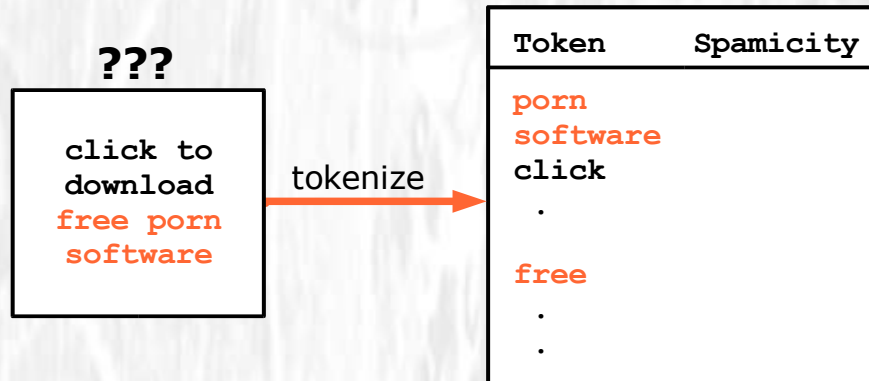 ???
click to
download
free porn
software
tokenize
Token Spamicity
porn
software
click
.
free
.
.